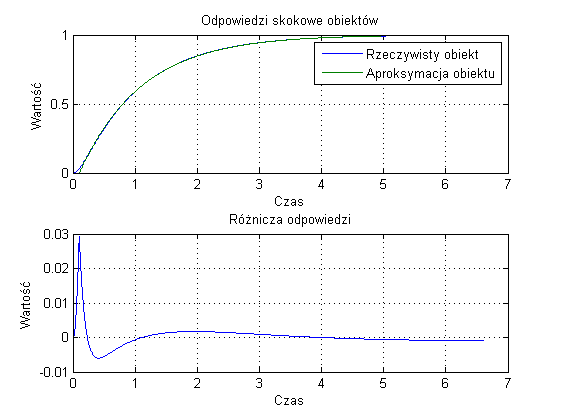 Odpowiedzi skokowe obiektów
1
0.5
0
Wartość
Rzeczywisty obiekt
Aproksymacja obiektu
0 1 2 3 4 5 6 7
Czas
Różnicza odpowiedzi
0.03
0.02
0.01
0
-0.01
Wartość
0 1 2 3 4 5 6 7
Czas